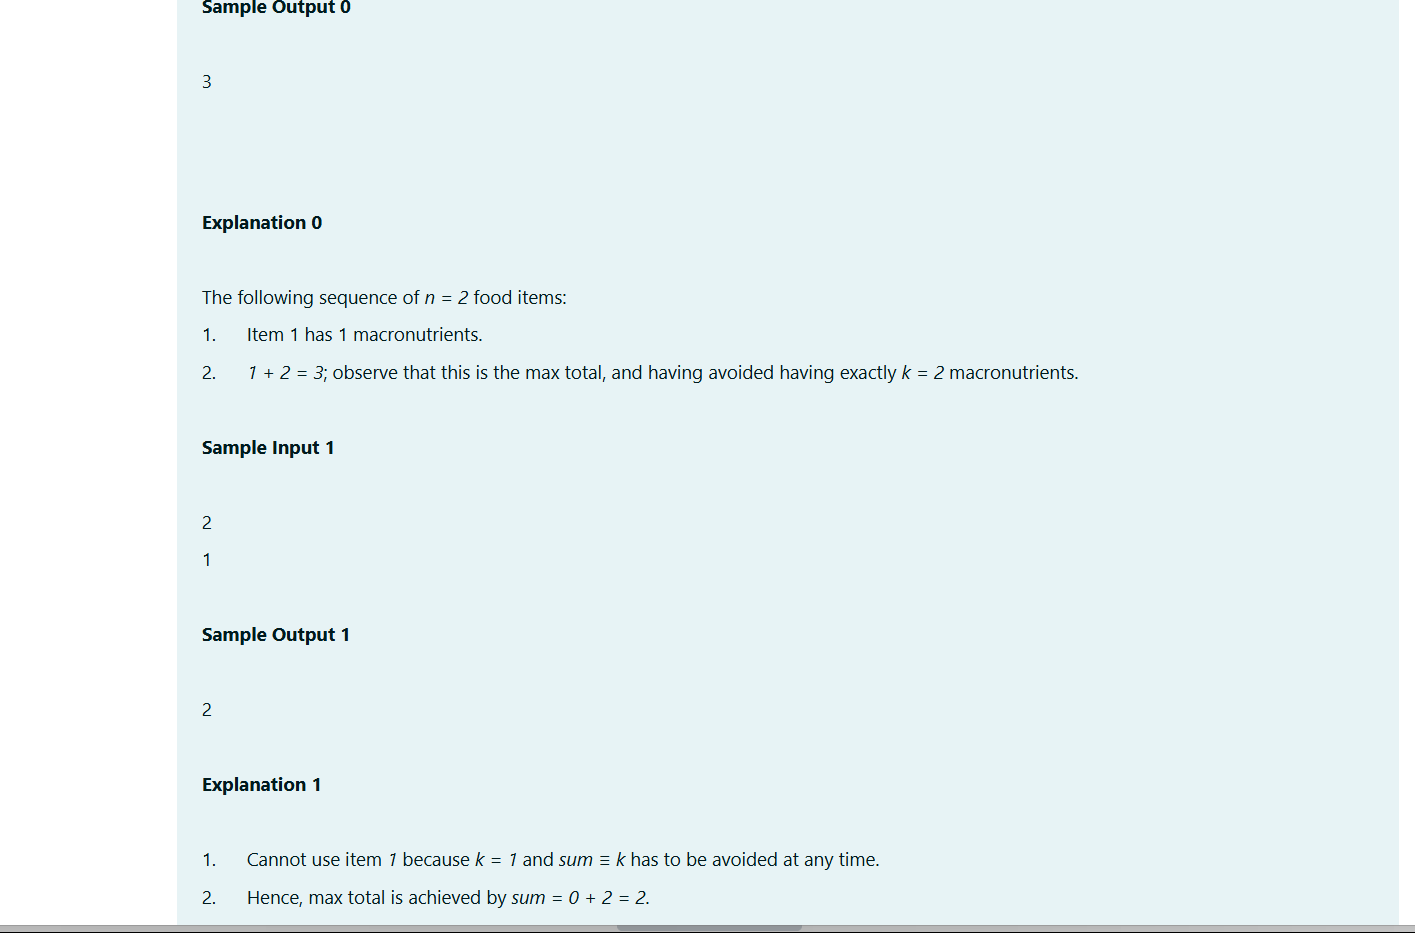 Sample Output 0
3
Explanation 0
The following sequence of n = 2 food items:
1. Item 1 has 1 macronutrients.
2. 1 + 2 = 3; observe that this is the max total, and having avoided having exactly k = 2 macronutrients.
Sample Input 1
2
1
Sample Output 1
2
Explanation 1
1. Cannot use item 1 because k = 1 and sum ≡ k has to be avoided at any time.
2. Hence, max total is achieved by sum = 0 + 2 = 2.